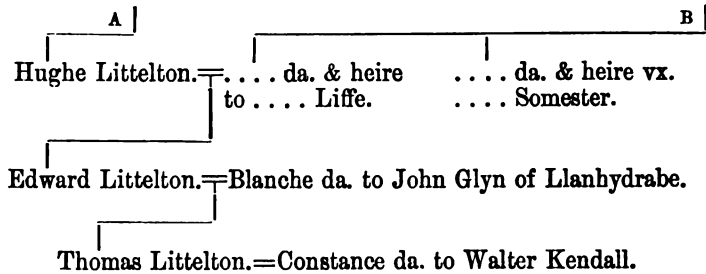 A B
Hughe Littelton.=. . . . da. & heire . . . . da. & heire vx.
to . . . . Liffe. . . . . Somester.
Edward Littelton.=Blanche da. to John Glyn of Llanhydrabe.
Thomas Littelton.=Constance da. to Walter Kendall.